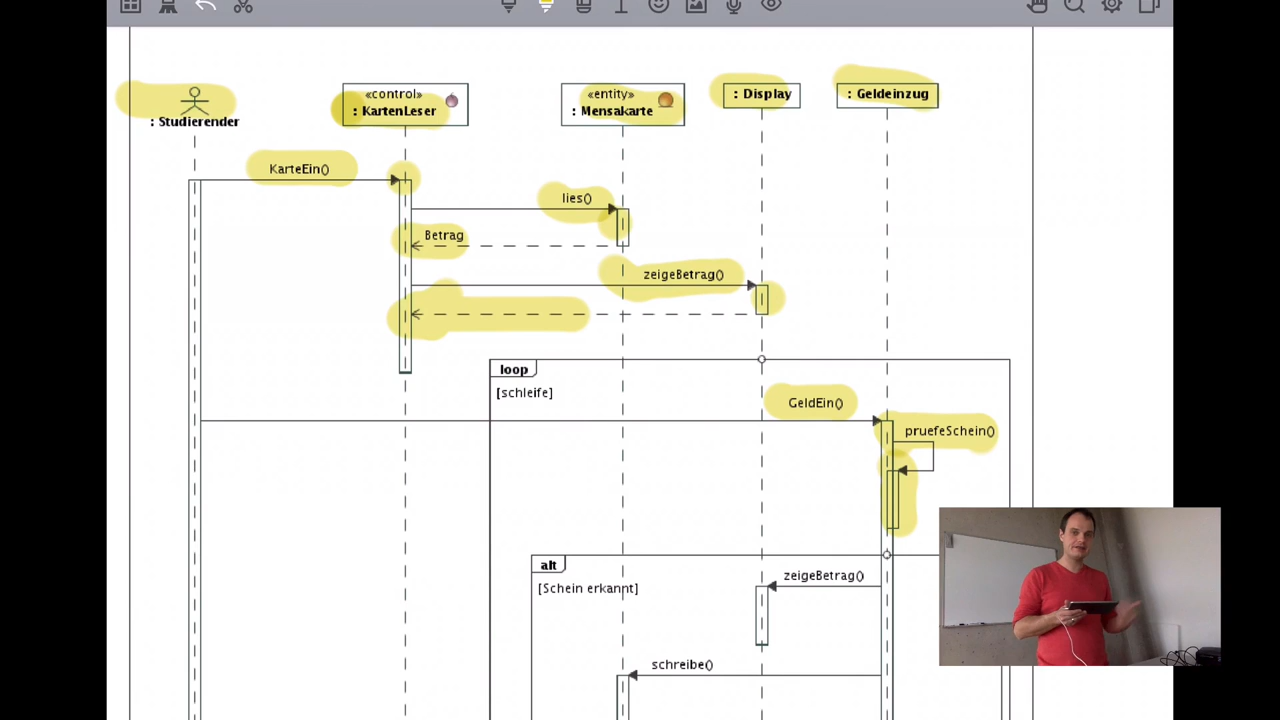 «control»
: KartenLeser
«entity»
: Mensakarte
: Display
: Geldeinzug
: Studierender
KarteEin()
lies()
Betrag
zeigeBetrag()
loop
[schleife]
GeldEin()
pruefeSchein()
alt
[Schein erkannt]
zeigeBetrag()
schreibe()